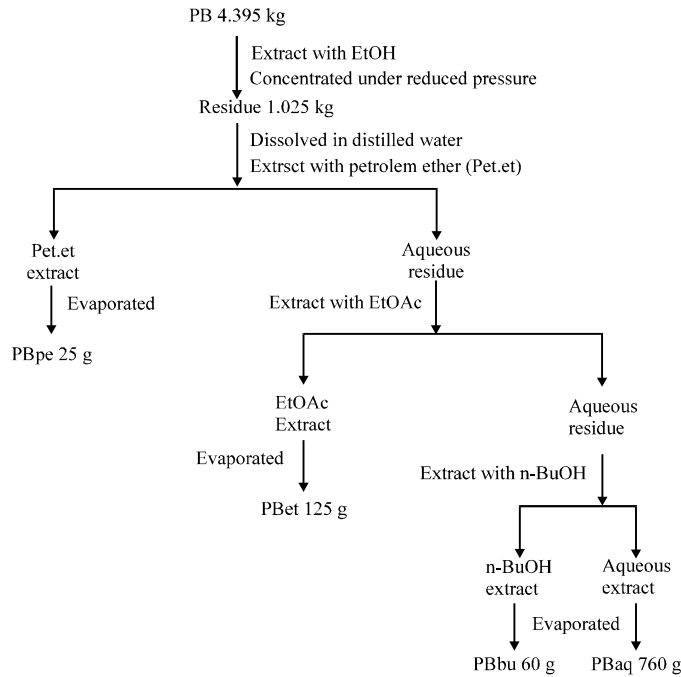 PB 4.395 kg
Extract with EtOH
Concentrated under reduced pressure
Residue 1.025 kg
Dissolved in distilled water
Extrsct with petrolem ether (Pet.et)
Pet.et
extract
Aqueous
residue
Evaporated
Extract with EtOAc
PBpe 25 g
EtOAc
Extract
Aqueous
residue
Evaporated
Extract with n-BuOH
PBet 125 g
n-BuOH
extract
Aqueous
extract
Evaporated
PBbu 60 g
PBaq 760 g